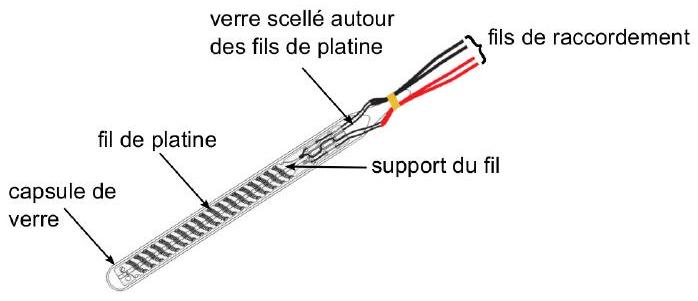 verre scellé autour
des fils de platine
fils de raccordement
fil de platine
support du fil
capsule de
verre